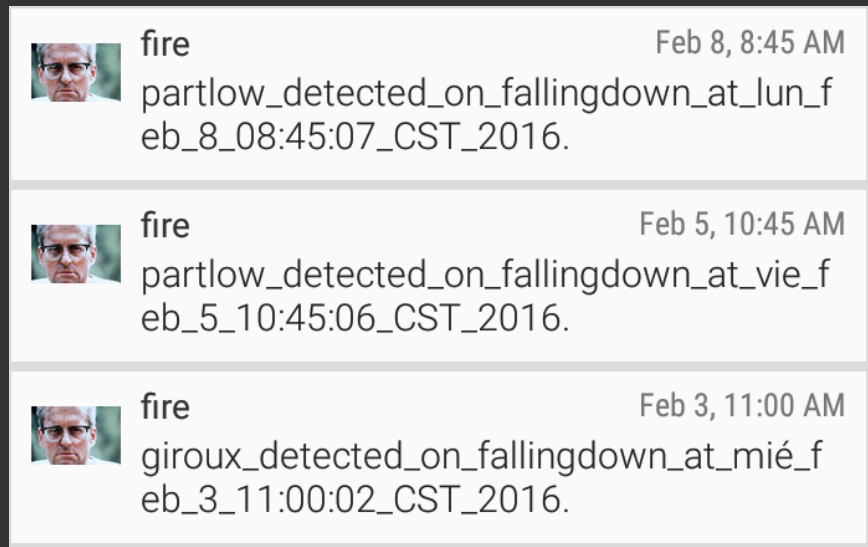 fire
Feb 8, 8:45 AM
partlow_detected_on_fallingdown_at_lun_f
eb_8_08:45:07_CST_2016.
fire
Feb 5, 10:45 AM
partlow_detected_on_fallingdown_at_vie_f
eb_5_10:45:06_CST_2016.
fire
Feb 3, 11:00 AM
giroux_detected_on_fallingdown_at_mié_f
eb_3_11:00:02_CST_2016.